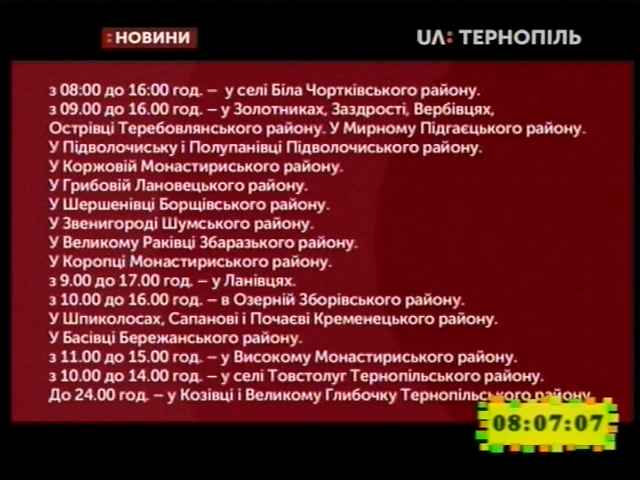 :НОВИНИ
UA: ТЕРНОПІЛЬ
з 08:00 до 16:00 год. – у селі Біла Чортківського району.
з 09.00 до 16.00 год. – у Золотниках, Заздрості, Вербівцях,
Острівці Теребовлянського району. У Мирному Підгаєцького району.
У Підволочиську і Полупанівці Підволочиського району.
У Коржовій Монастириського району.
У Грибовій Лановецького району.
У Шершенівці Борщівського району.
У Звенигороді Шумського району.
У Великому Раківці Збаразького району.
У Коропці Монастириського району.
з 9.00 до 17.00 год. – у Ланівцях.
з 10.00 до 16.00 год. – в Озерній Зборівського району.
У Шпиколосах, Сапанові і Почаєві Кременецького району.
У Басівці Бережанського району.
з 11.00 до 15.00 год. – у Високому Монастириського району.
з 10.00 до 14.00 год. – у селі Товстолуг Тернопільського району.
До 24.00 год. – у Козівці і Великому Глибочку Тернопільського району.
08:07:07